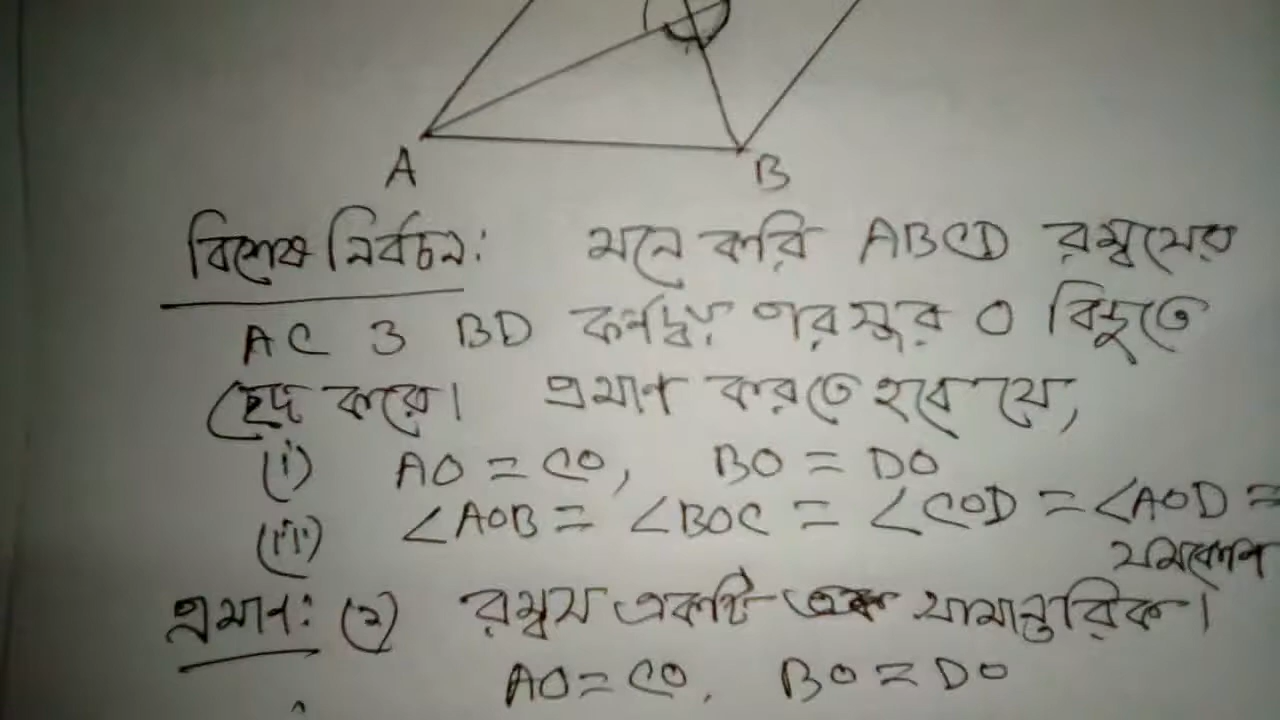 A
B
বিশেষ নির্বচন: মনে করি ABCD রম্বসের
AC ও BD কর্ণদ্বয় পরস্পর O বিন্দুতে
ছেদ করে। প্রমাণ করতে হবে যে,
(i) AO = CO, BO = DO
(ii) ∠AOB = ∠BOC = ∠COD = ∠AOD =
সমকোণ
প্রমাণ: (১) রম্বস একটি সামান্তরিক।
AO = CO, BO = DO